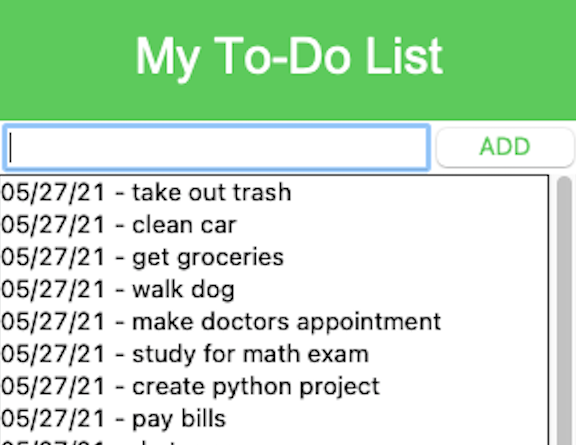 My To-Do List
ADD
05/27/21 - take out trash
05/27/21 - clean car
05/27/21 - get groceries
05/27/21 - walk dog
05/27/21 - make doctors appointment
05/27/21 - study for math exam
05/27/21 - create python project
05/27/21 - pay bills